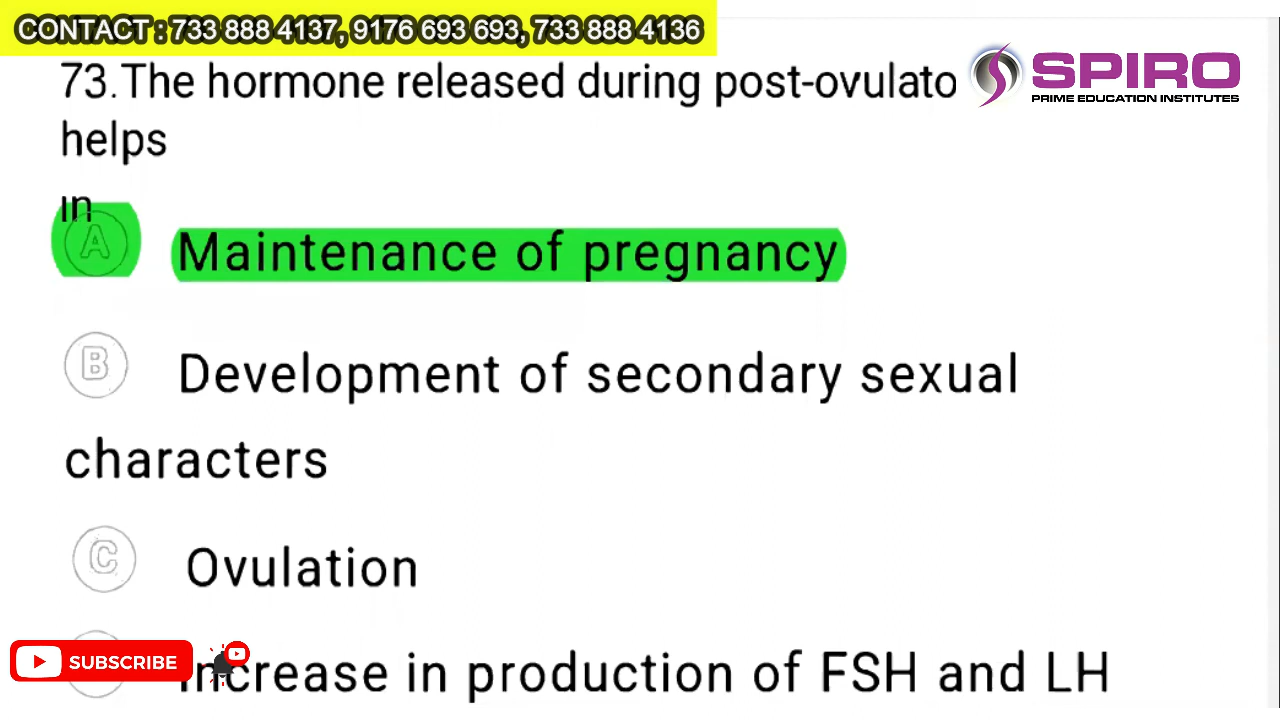 CONTACT : 733 888 4137, 9176 693 693, 733 888 4136
SPIRO
PRIME EDUCATION INSTITUTES
73.The hormone released during post-ovulato
helps
in
A Maintenance of pregnancy
B Development of secondary sexual
characters
C Ovulation
SUBSCRIBE
Increase in production of FSH and LH